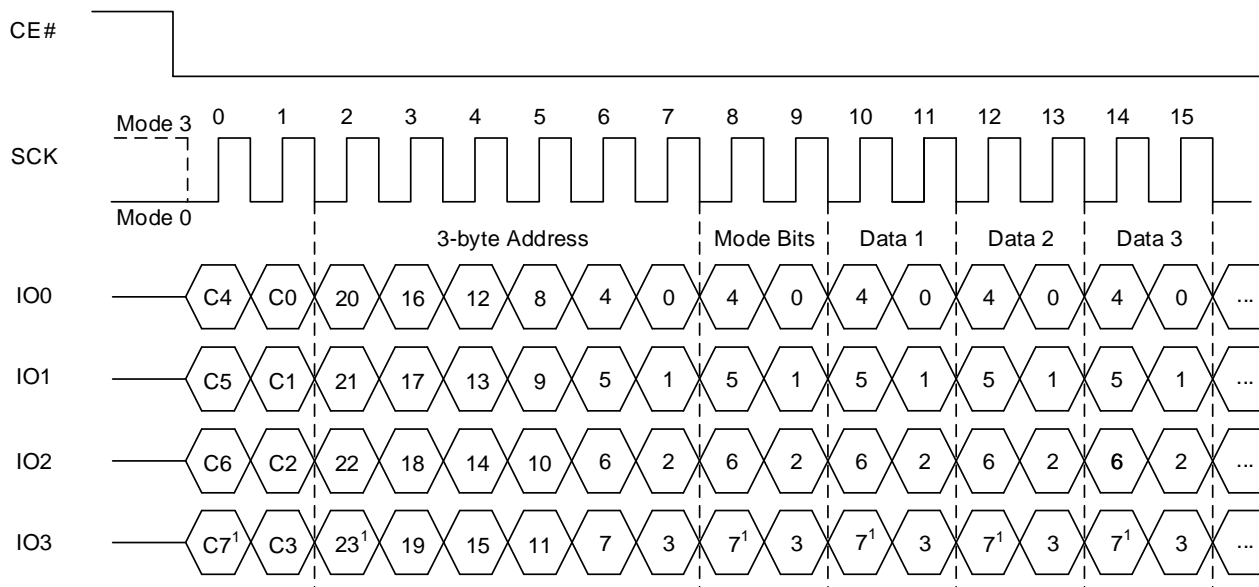 CE#
0 1 2 3 4 5 6 7 8 9 10 11 12 13 14 15
Mode 3
SCK
Mode 0
3-byte Address Mode Bits Data 1 Data 2 Data 3
IO0 C4 C0 20 16 12 8 4 0 4 0 4 0 4 0 4 0 ...
IO1 C5 C1 21 17 13 9 5 1 5 1 5 1 5 1 5 1 ...
IO2 C6 C2 22 18 14 10 6 2 6 2 6 2 6 2 6 2 ...
IO3 C7¹ C3 23¹ 19 15 11 7 3 7¹ 3 7¹ 3 7¹ 3 7¹ 3 ...